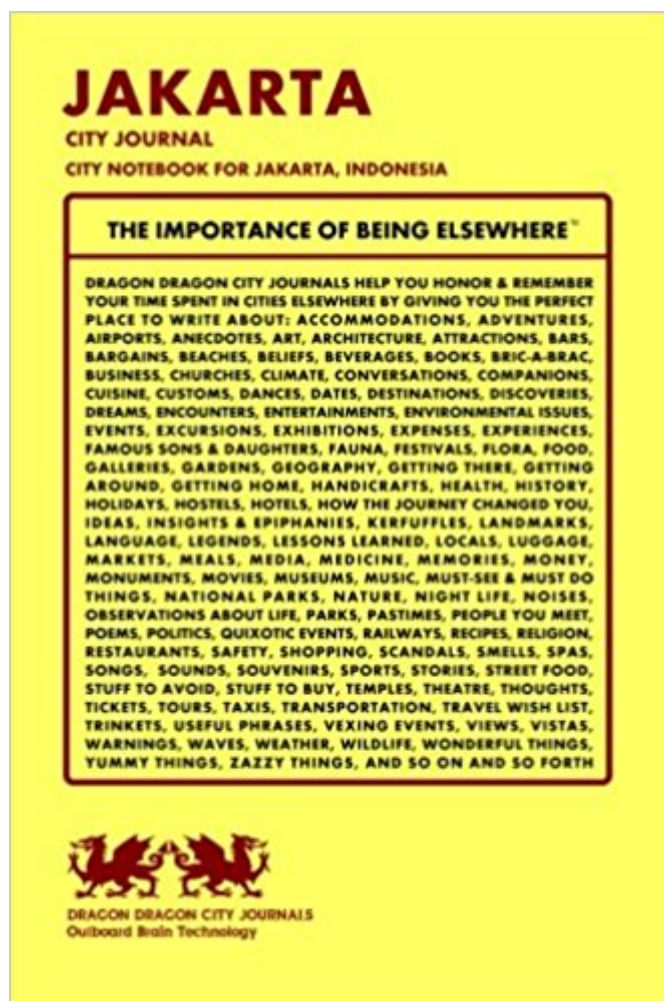 JAKARTA
CITY JOURNAL
CITY NOTEBOOK FOR JAKARTA, INDONESIA
THE IMPORTANCE OF BEING ELSEWHERE™
DRAGON DRAGON CITY JOURNALS HELP YOU HONOR & REMEMBER
YOUR TIME SPENT IN CITIES ELSEWHERE BY GIVING YOU THE PERFECT
PLACE TO WRITE ABOUT: ACCOMMODATIONS, ADVENTURES,
AIRPORTS, ANECDOTES, ART, ARCHITECTURE, ATTRACTIONS, BARS,
BARGAINS, BEACHES, BELIEFS, BEVERAGES, BOOKS, BRIC-A-BRAC,
BUSINESS, CHURCHES, CLIMATE, CONVERSATIONS, COMPANIONS,
CUISINE, CUSTOMS, DANCES, DATES, DESTINATIONS, DISCOVERIES,
DREAMS, ENCOUNTERS, ENTERTAINMENTS, ENVIRONMENTAL ISSUES,
EVENTS, EXCURSIONS, EXHIBITIONS, EXPENSES, EXPERIENCES,
FAMOUS SONS & DAUGHTERS, FAUNA, FESTIVALS, FLORA, FOOD,
GALLERIES, GARDENS, GEOGRAPHY, GETTING THERE, GETTING
AROUND, GETTING HOME, HANDICRAFTS, HEALTH, HISTORY,
HOLIDAYS, HOSTELS, HOTELS, HOW THE JOURNEY CHANGED YOU,
IDEAS, INSIGHTS & EPIPHANIES, KERFUFFLES, LANDMARKS,
LANGUAGE, LEGENDS, LESSONS LEARNED, LOCALS, LUGGAGE,
MARKETS, MEALS, MEDIA, MEDICINE, MEMORIES, MONEY,
MONUMENTS, MOVIES, MUSEUMS, MUSIC, MUST-SEE & MUST DO
THINGS, NATIONAL PARKS, NATURE, NIGHT LIFE, NOISES,
OBSERVATIONS ABOUT LIFE, PARKS, PASTIMES, PEOPLE YOU MEET,
POEMS, POLITICS, QUIXOTIC EVENTS, RAILWAYS, RECIPES, RELIGION,
RESTAURANTS, SAFETY, SHOPPING, SCANDALS, SMELLS, SPAS,
SONGS, SOUNDS, SOUVENIRS, SPORTS, STORIES, STREET FOOD,
STUFF TO AVOID, STUFF TO BUY, TEMPLES, THEATRE, THOUGHTS,
TICKETS, TOURS, TAXIS, TRANSPORTATION, TRAVEL WISH LIST,
TRINKETS, USEFUL PHRASES, VEXING EVENTS, VIEWS, VISTAS,
WARNINGS, WAVES, WEATHER, WILDLIFE, WONDERFUL THINGS,
YUMMY THINGS, ZAZZY THINGS, AND SO ON AND SO FORTH
DRAGON DRAGON CITY JOURNALS
Outboard Brain Technology